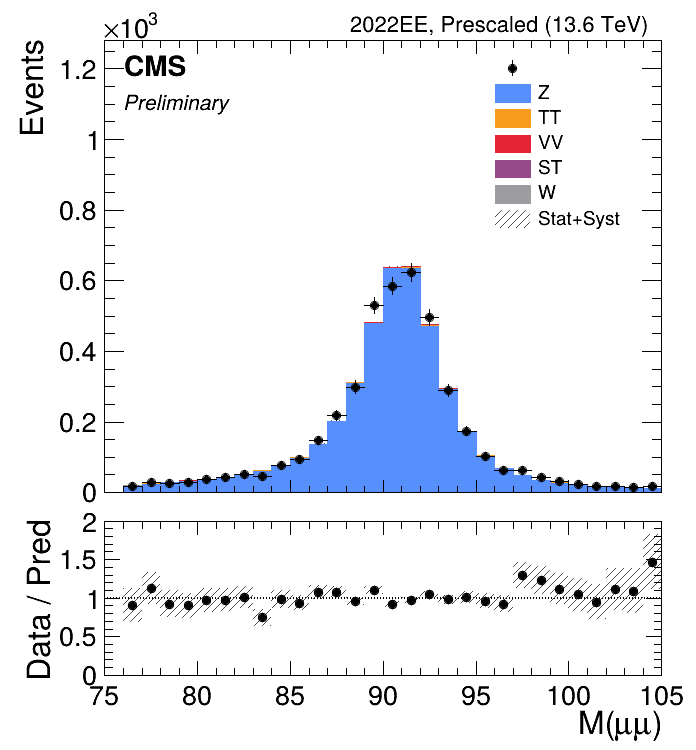 ×10³
2022EE, Prescaled (13.6 TeV)
CMS
Preliminary
Events
1.2
1
0.8
0.6
0.4
0.2
0
Z
TT
VV
ST
W
Stat+Syst
Data / Pred
2
1.5
1
0.5
0
75
80
85
90
95
100
105
M(μμ)